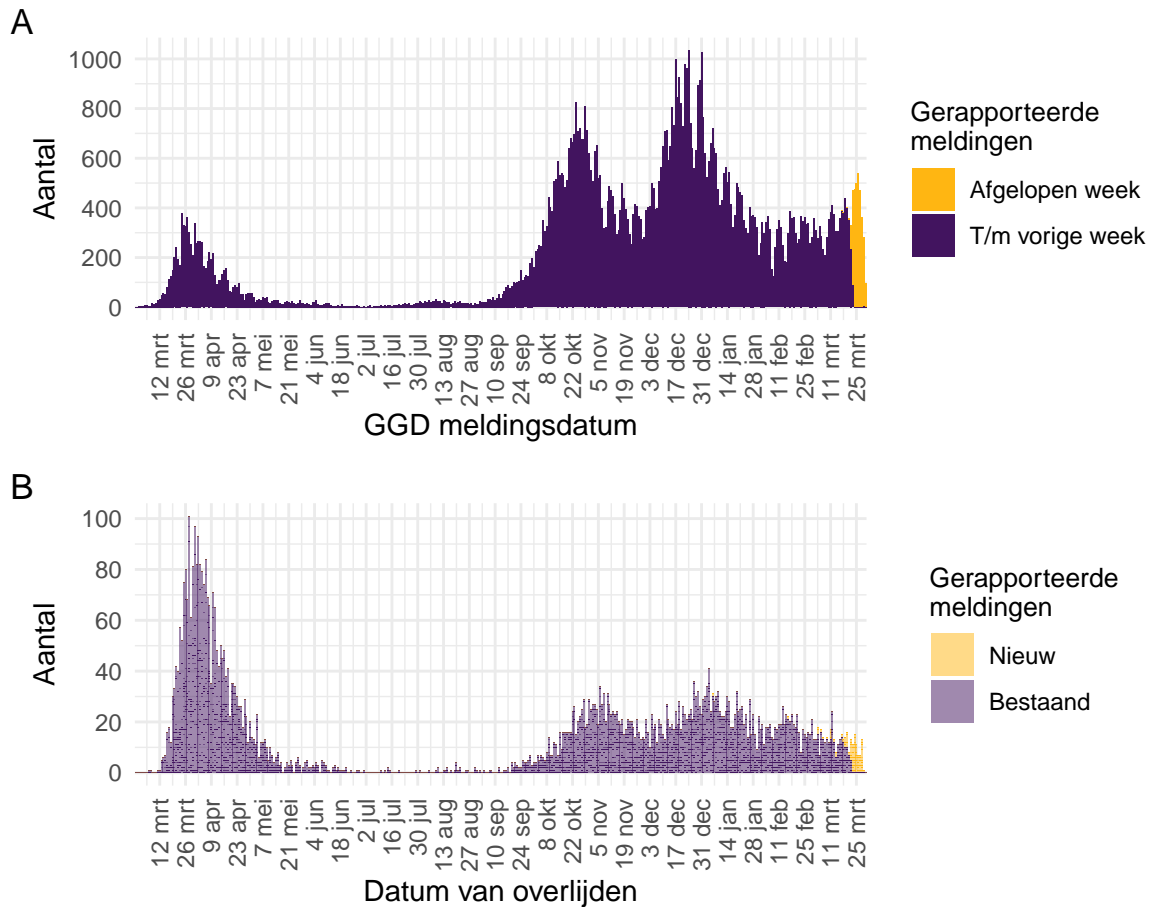 A
1000
800
600
400
200
0
Aantal
12 mrt
26 mrt
9 apr
23 apr
7 mei
21 mei
4 jun
18 jun
2 jul
16 jul
30 jul
13 aug
27 aug
10 sep
24 sep
8 okt
22 okt
5 nov
19 nov
3 dec
17 dec
31 dec
14 jan
28 jan
11 feb
25 feb
11 mrt
25 mrt
GGD meldingsdatum
Gerapporteerde
meldingen
Afgelopen week
T/m vorige week
B
100
80
60
40
20
0
Aantal
12 mrt
26 mrt
9 apr
23 apr
7 mei
21 mei
4 jun
18 jun
2 jul
16 jul
30 jul
13 aug
27 aug
10 sep
24 sep
8 okt
22 okt
5 nov
19 nov
3 dec
17 dec
31 dec
14 jan
28 jan
11 feb
25 feb
11 mrt
25 mrt
Datum van overlijden
Gerapporteerde
meldingen
Nieuw
Bestaand